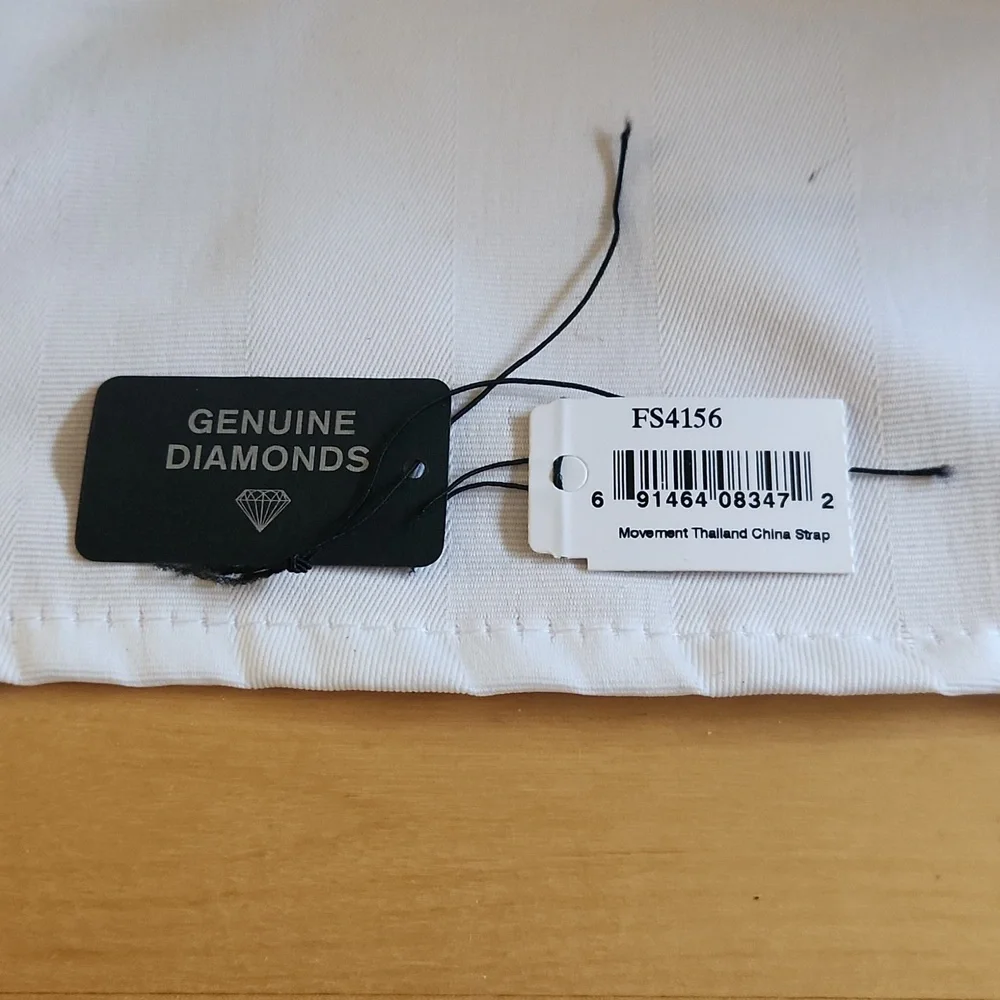 GENUINE
DIAMONDS
FS4156
6 91464 08347 2
Movement Thailand China Strap